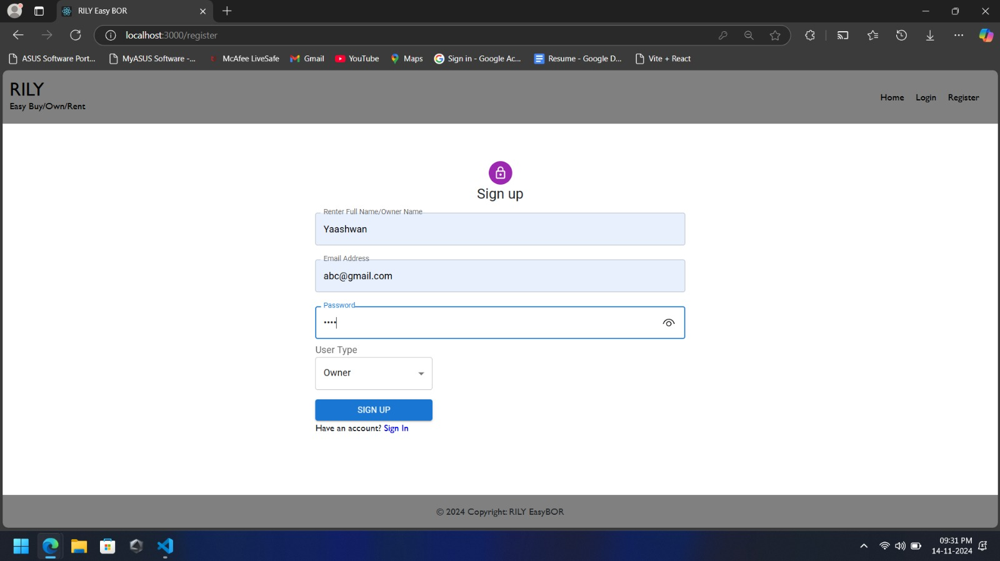 RILY Easy BOR
localhost:3000/register
ASUS Software Port...
MyASUS Software -...
McAfee LiveSafe
Gmail
YouTube
Maps
Sign in - Google Ac...
Resume - Google D...
Vite + React
RILY
Easy Buy/Own/Rent
Home
Login
Register
Sign up
Renter Full Name/Owner Name
Yaashwan
Email Address
abc@gmail.com
Password
••••
User Type
Owner
SIGN UP
Have an account? Sign In
© 2024 Copyright: RILY EasyBOR
09:31 PM
14-11-2024